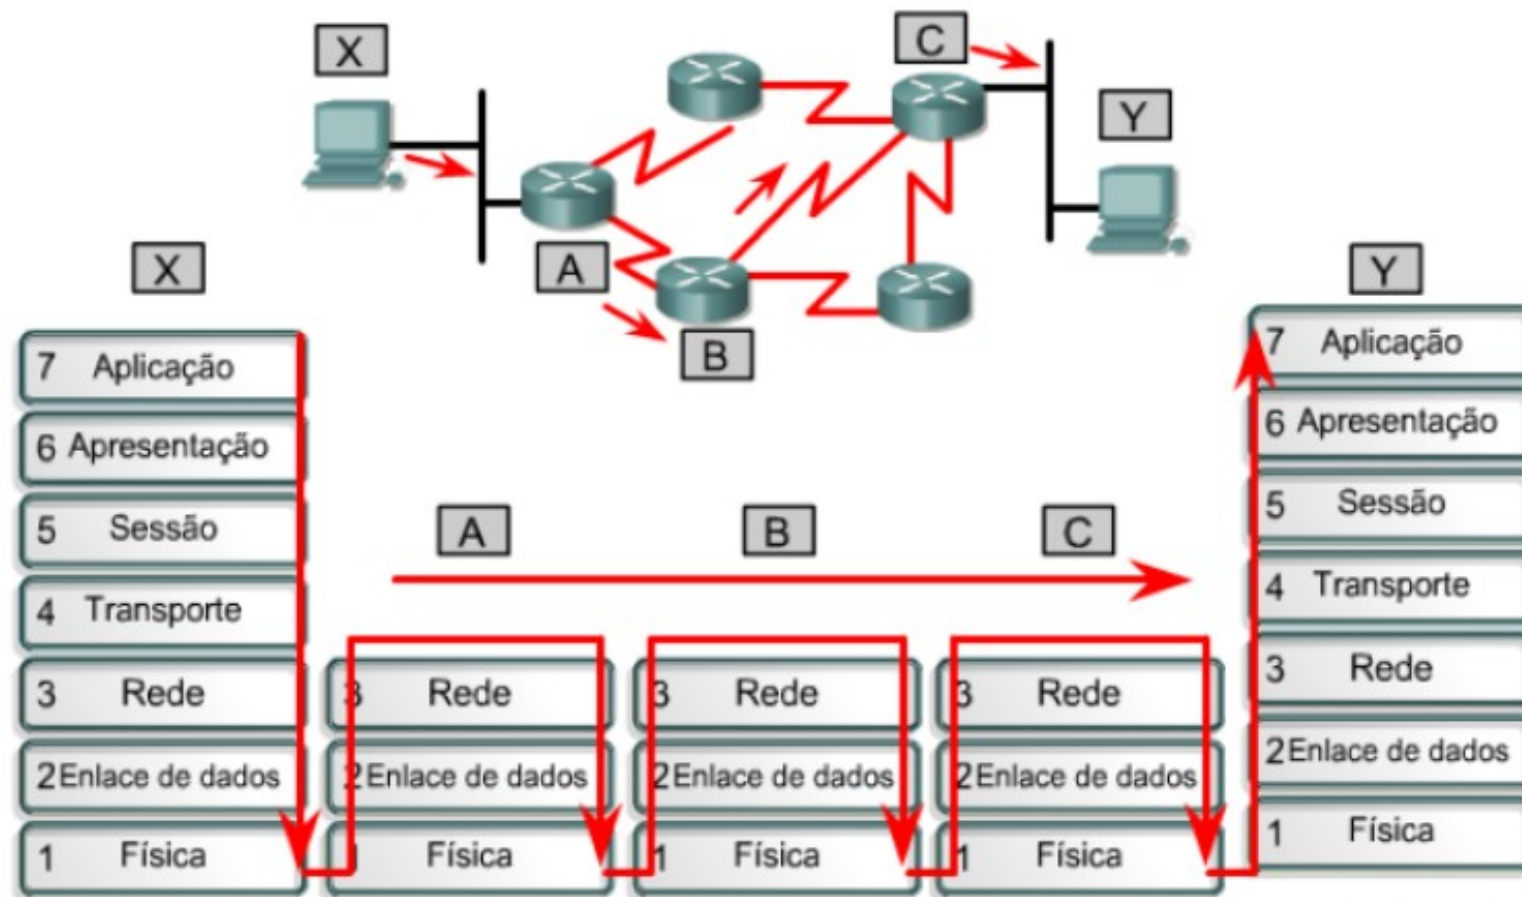 X
C
Y
A
B
X
Y
7 Aplicação
6 Apresentação
5 Sessão
4 Transporte
3 Rede
2 Enlace de dados
1 Física
A
B
C
3 Rede
2 Enlace de dados
1 Física
3 Rede
2 Enlace de dados
1 Física
3 Rede
2 Enlace de dados
1 Física
7 Aplicação
6 Apresentação
5 Sessão
4 Transporte
3 Rede
2 Enlace de dados
1 Física